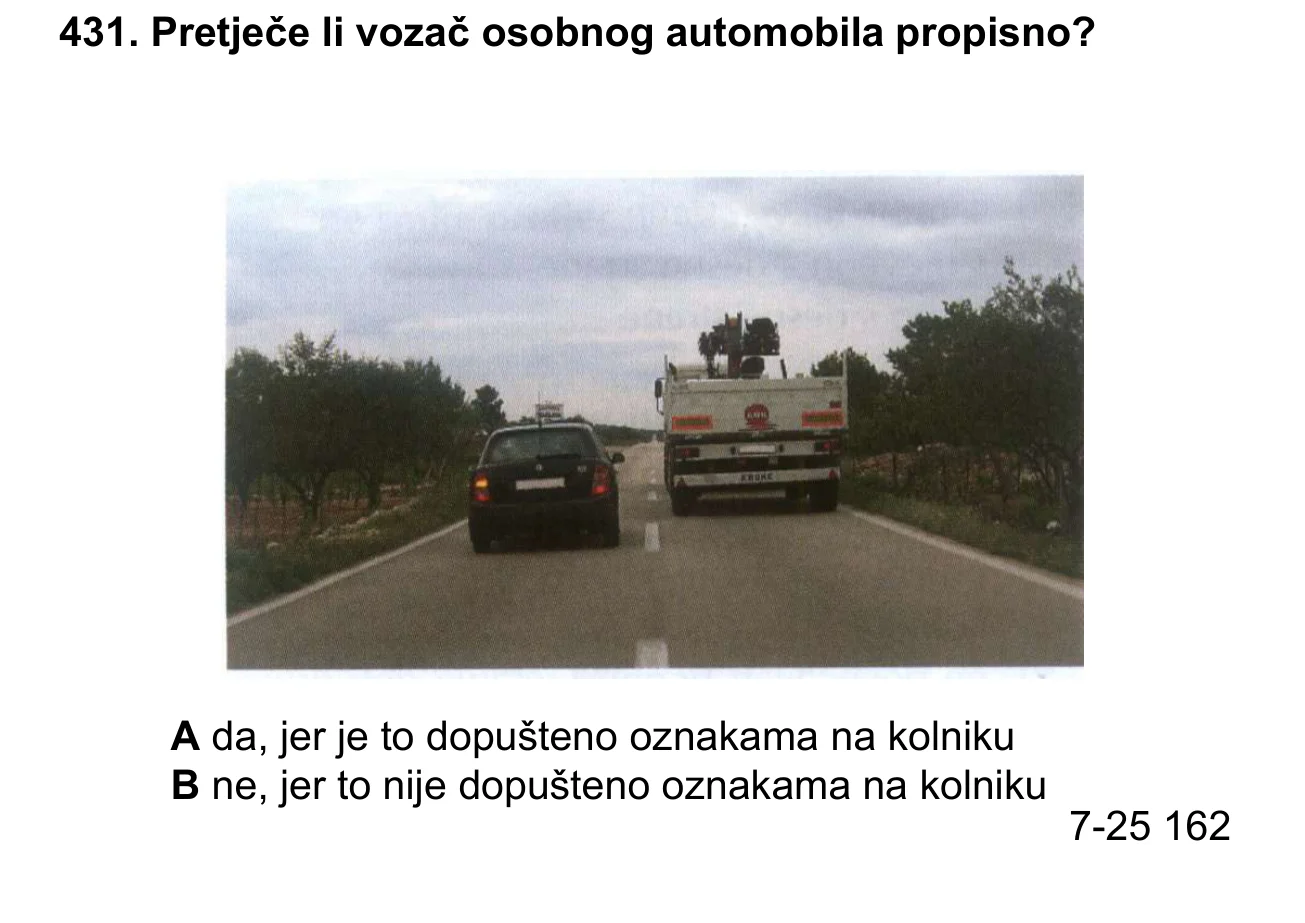 431. Pretječe li vozač osobnog automobila propisno?
A da, jer je to dopušteno oznakama na kolniku
B ne, jer to nije dopušteno oznakama na kolniku
7-25 162